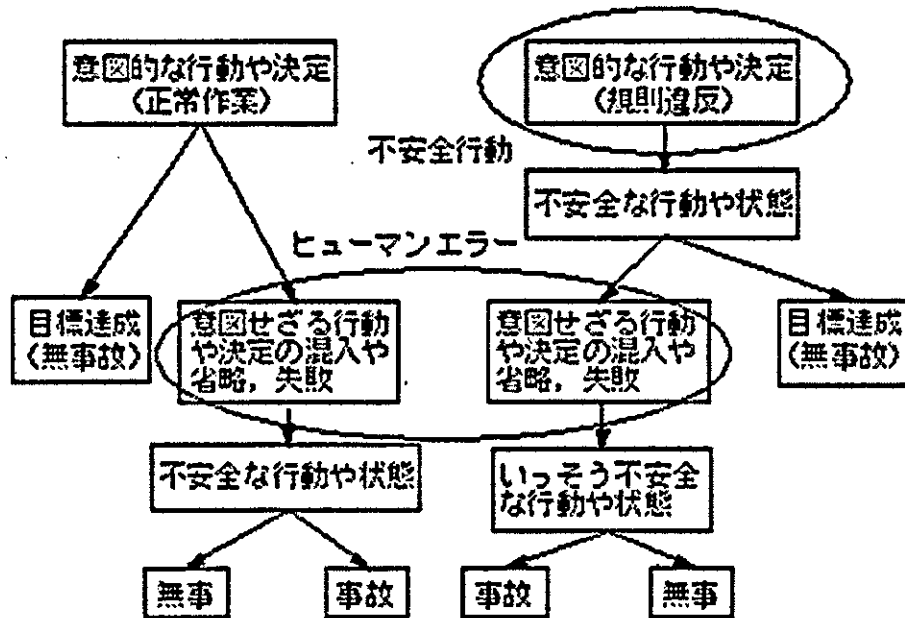 意図的な行動や決定
(正常作業)
意図的な行動や決定
(規則違反)
不安全行動
不安全な行動や状態
ヒューマンエラー
目標達成
(無事故)
意図せざる行動
や決定の混入や
省略，失敗
意図せざる行動
や決定の混入や
省略，失敗
目標達成
(無事故)
不安全な行動や状態
いっそう不安全
な行動や状態
無事
事故
事故
無事